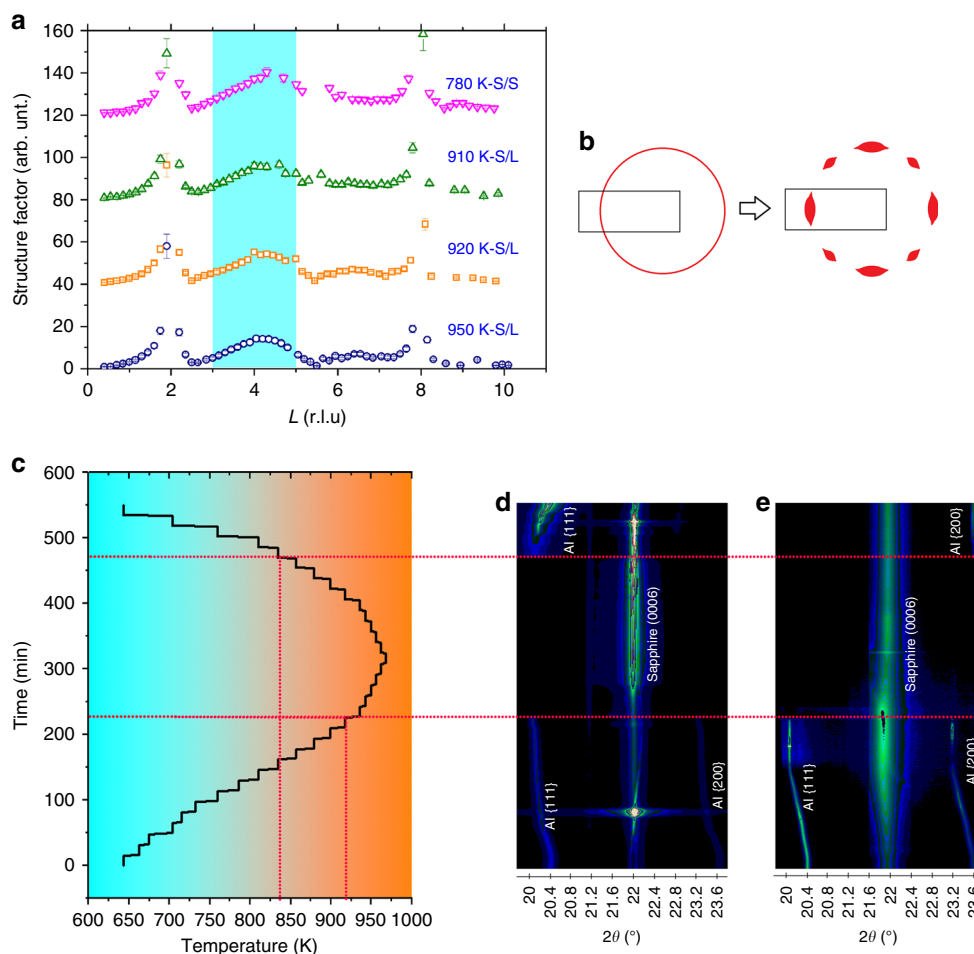 a
160
140
120
100
80
60
40
20
0
Structure factor (arb. unt.)
780 K-S/S
910 K-S/L
920 K-S/L
950 K-S/L
0 2 4 6 8 10
L (r.l.u)
b
c
600
500
400
300
200
100
0
Time (min)
600 650 700 750 800 850 900 950 1000
Temperature (K)
d
Al {111}
Sapphire (0006)
Al {111}
Al {200}
20 20.4 20.8 21.2 21.6 22 22.4 22.8 23.2 23.6
2θ (°)
e
Al {200}
Sapphire (0006)
Al {111}
Al {200}
20 20.4 20.8 21.2 21.6 22 22.4 22.8 23.2 23.6
2θ (°)